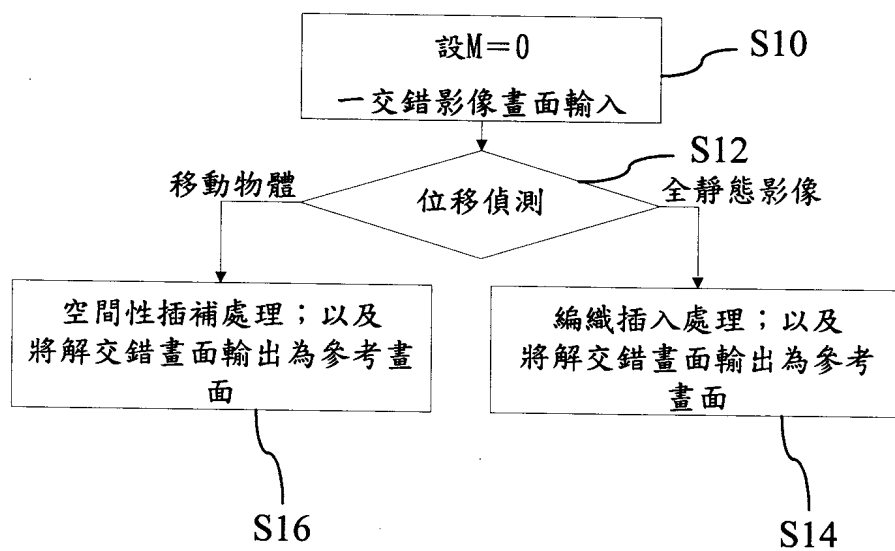 設M=0
一交錯影像畫面輸入
S10
S12
移動物體
位移偵測
全靜態影像
空間性插補處理；以及
將解交錯畫面輸出為參考畫
面
編織插入處理；以及
將解交錯畫面輸出為參考
畫面
S16
S14